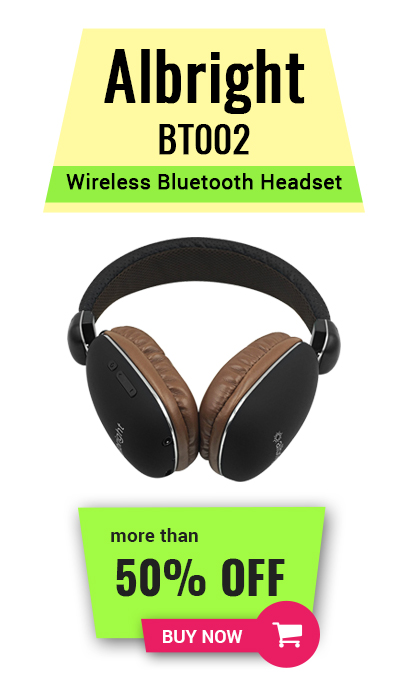 Albright
BT002
Wireless Bluetooth Headset
more than
50% OFF
BUY NOW